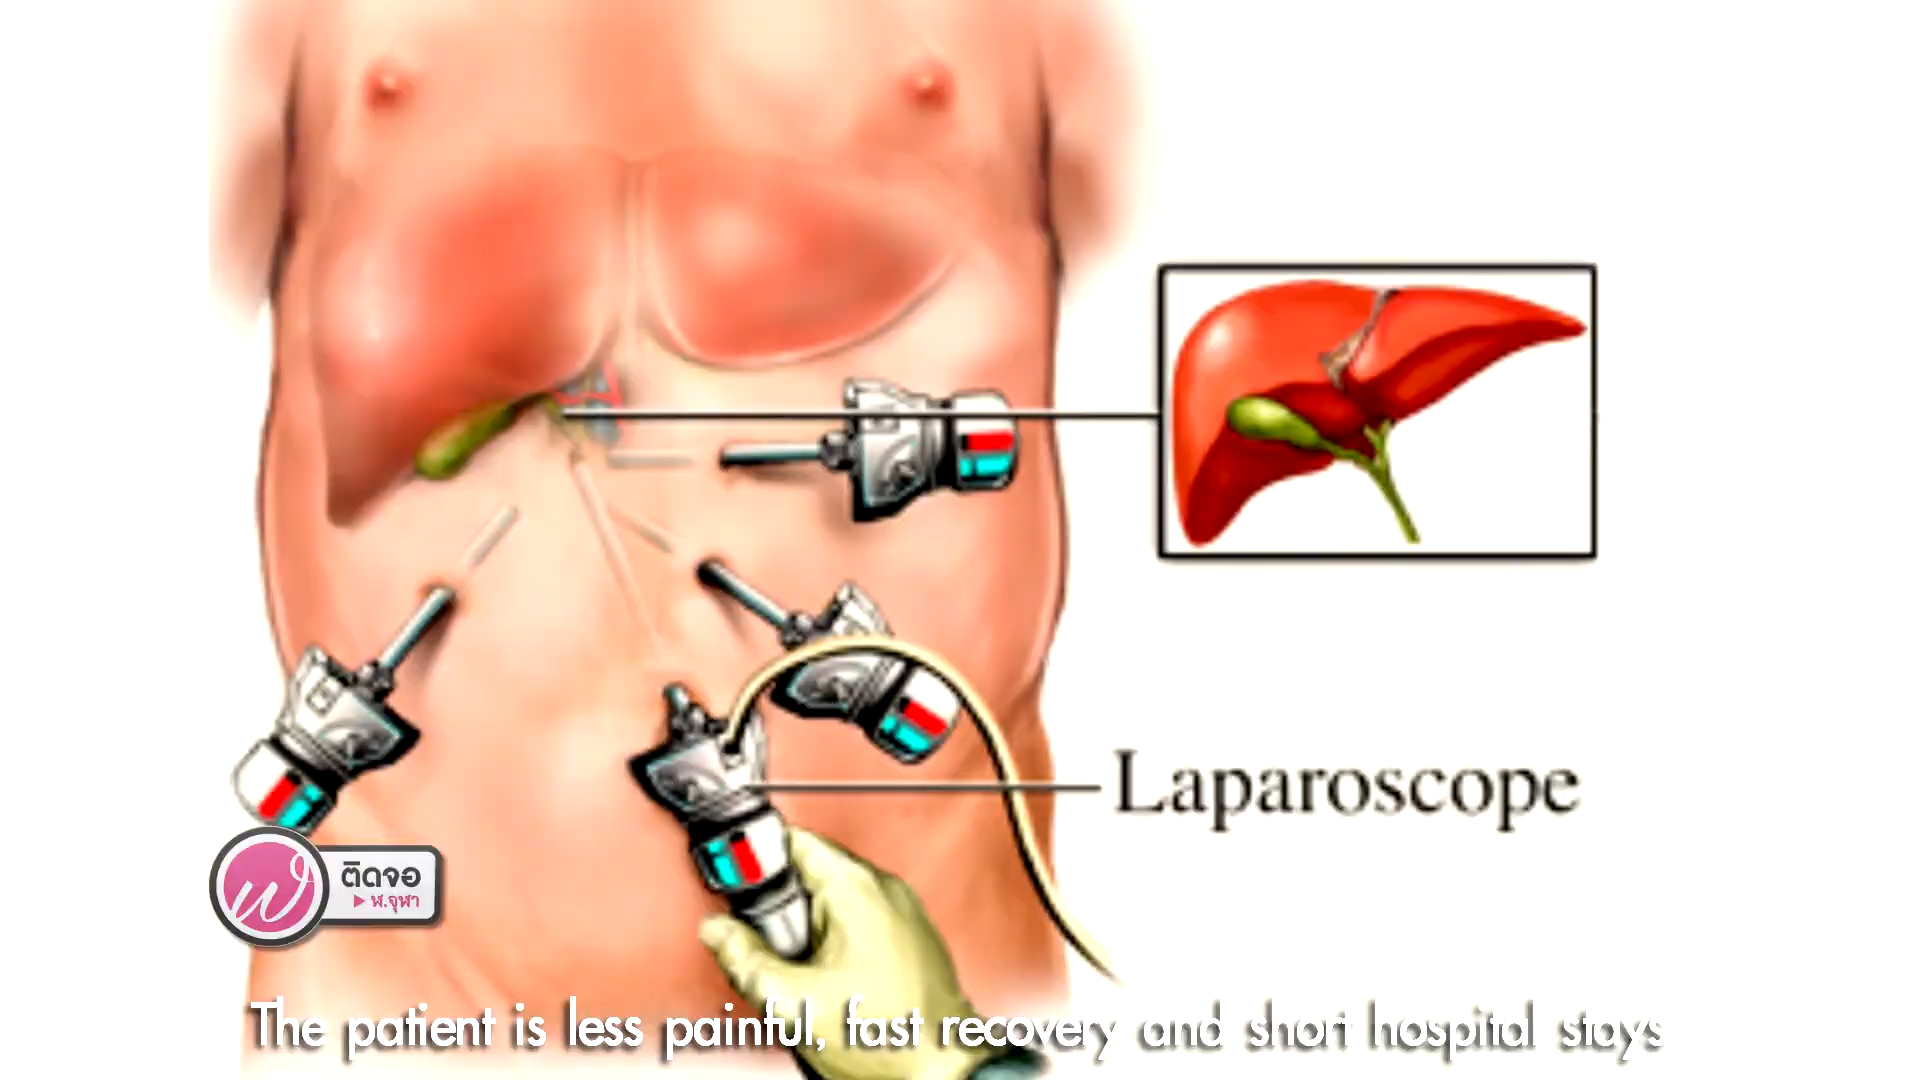 Laparoscope
ติดจอ
ฬ.จุฬา
The patient is less painful, fast recovery and short hospital stays